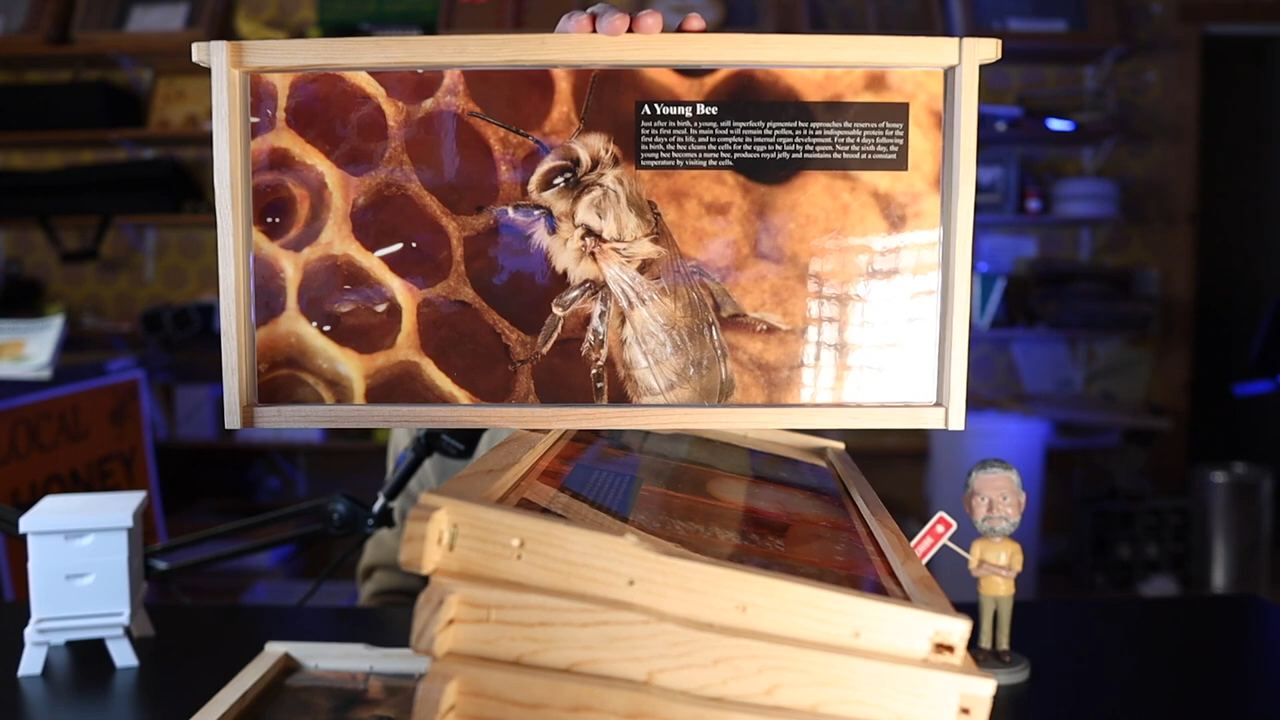 A Young Bee
Just after its birth, a young, still imperfectly pigmented bee approaches the reserves of honey
for its first meal. Its main food will remain the pollen, as it is an indispensable protein for the
first days of its life, and to complete its internal organ development. For the 4 days following
its birth, the bee cleans the cells for the eggs to be laid by the queen. Near the sixth day, the
young bee becomes a nurse bee, produces royal jelly and maintains the brood at a constant
temperature by visiting the cells.
LOCAL
HONEY